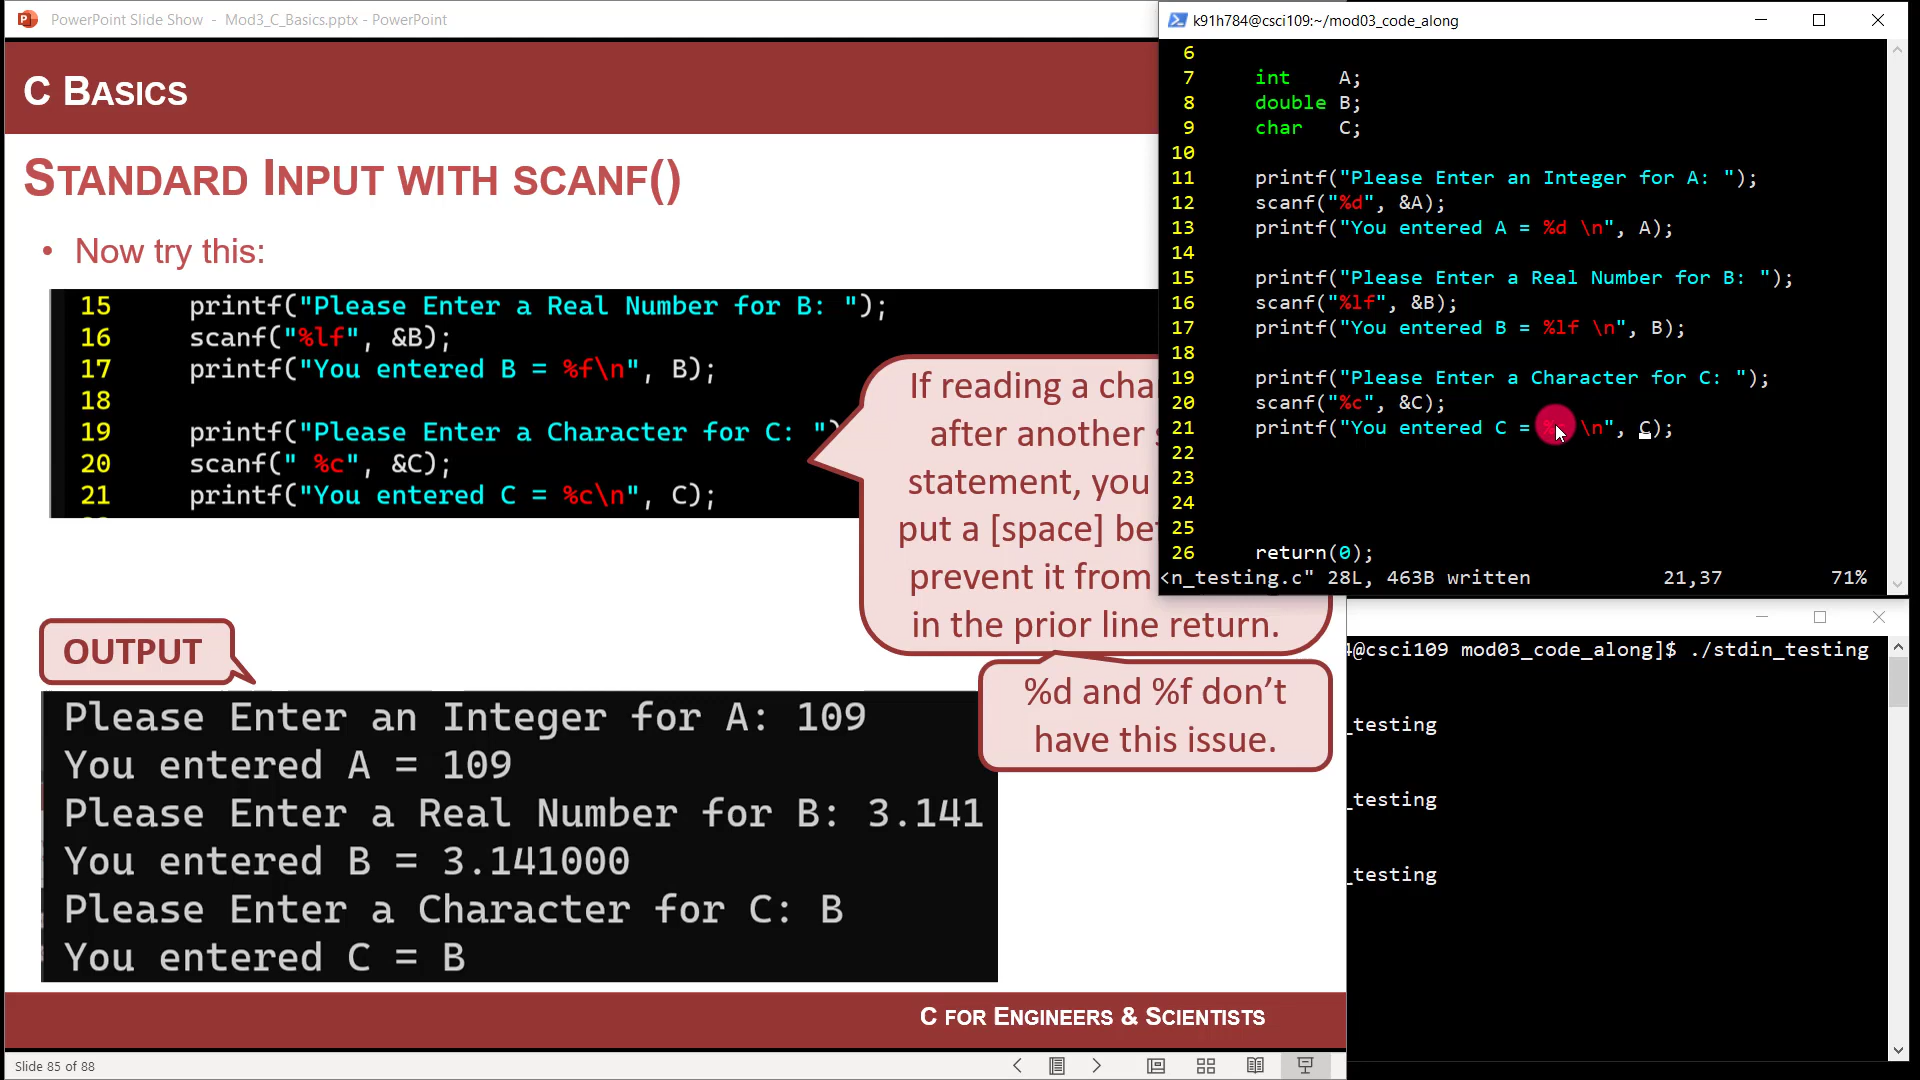 PowerPoint Slide Show - Mod3_C_Basics.pptx - PowerPoint
C BASICS
STANDARD INPUT WITH SCANF()
• Now try this:
15 printf("Please Enter a Real Number for B: ");
16 scanf("%lf", &B);
17 printf("You entered B = %f\n", B);
18
19 printf("Please Enter a Character for C: ")
20 scanf(" %c", &C);
21 printf("You entered C = %c\n", C);
If reading a cha
after another
statement, you
put a [space] be
prevent it from
in the prior line return.
%d and %f don't
have this issue.
OUTPUT
Please Enter an Integer for A: 109
You entered A = 109
Please Enter a Real Number for B: 3.141
You entered B = 3.141000
Please Enter a Character for C: B
You entered C = B
C FOR ENGINEERS & SCIENTISTS
Slide 85 of 88
k91h784@csci109:~/mod03_code_along
6
7 int A;
8 double B;
9 char C;
10
11 printf("Please Enter an Integer for A: ");
12 scanf("%d", &A);
13 printf("You entered A = %d \n", A);
14
15 printf("Please Enter a Real Number for B: ");
16 scanf("%lf", &B);
17 printf("You entered B = %lf \n", B);
18
19 printf("Please Enter a Character for C: ");
20 scanf("%c", &C);
21 printf("You entered C = \n", C);
22
23
24
25
26 return(0);
<n_testing.c" 28L, 463B written 21,37 71%
4@csci109 mod03_code_along]$ ./stdin_testing
_testing
_testing
_testing